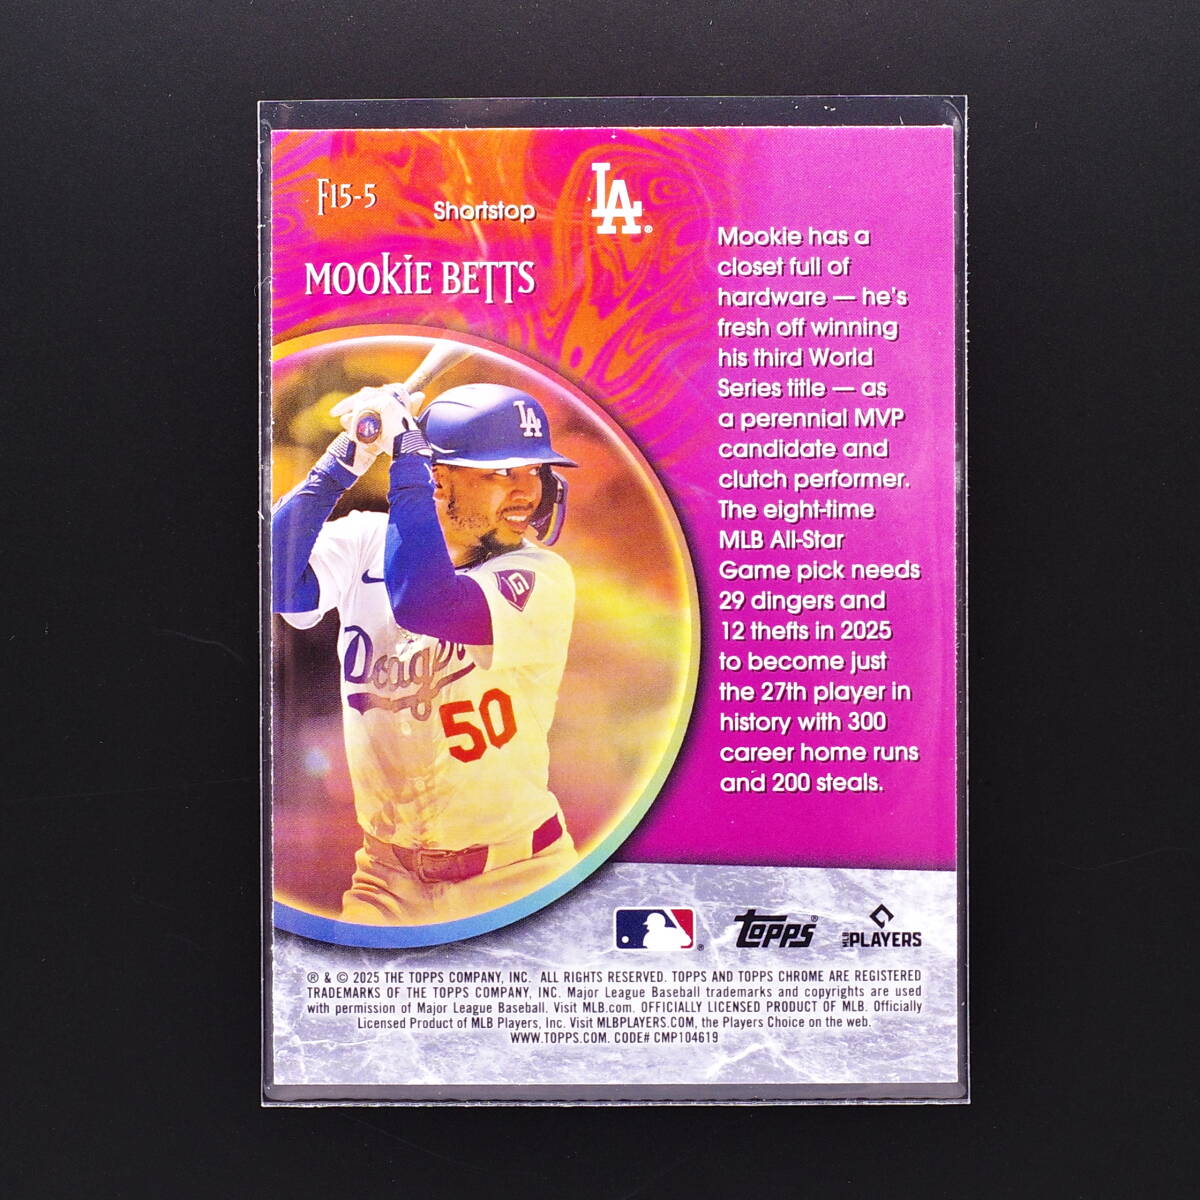 F15-5
Shortstop
LA
MOOKIE BETTS
Mookie has a
closet full of
hardware — he's
fresh off winning
his third World
Series title — as
a perennial MVP
candidate and
clutch performer.
The eight-time
MLB All-Star
Game pick needs
29 dingers and
12 thefts in 2025
to become just
the 27th player in
history with 300
career home runs
and 200 steals.
LA
G
Dodgers
50
topps®
MLB PLAYERS
® & © 2025 THE TOPPS COMPANY, INC. ALL RIGHTS RESERVED. TOPPS AND TOPPS CHROME ARE REGISTERED
TRADEMARKS OF THE TOPPS COMPANY, INC. Major League Baseball trademarks and copyrights are used
with permission of Major League Baseball. Visit MLB.com. OFFICIALLY LICENSED PRODUCT OF MLB. Officially
Licensed Product of MLB Players, Inc. Visit MLBPLAYERS.COM, the Players Choice on the web.
WWW.TOPPS.COM. CODE# CMP104619